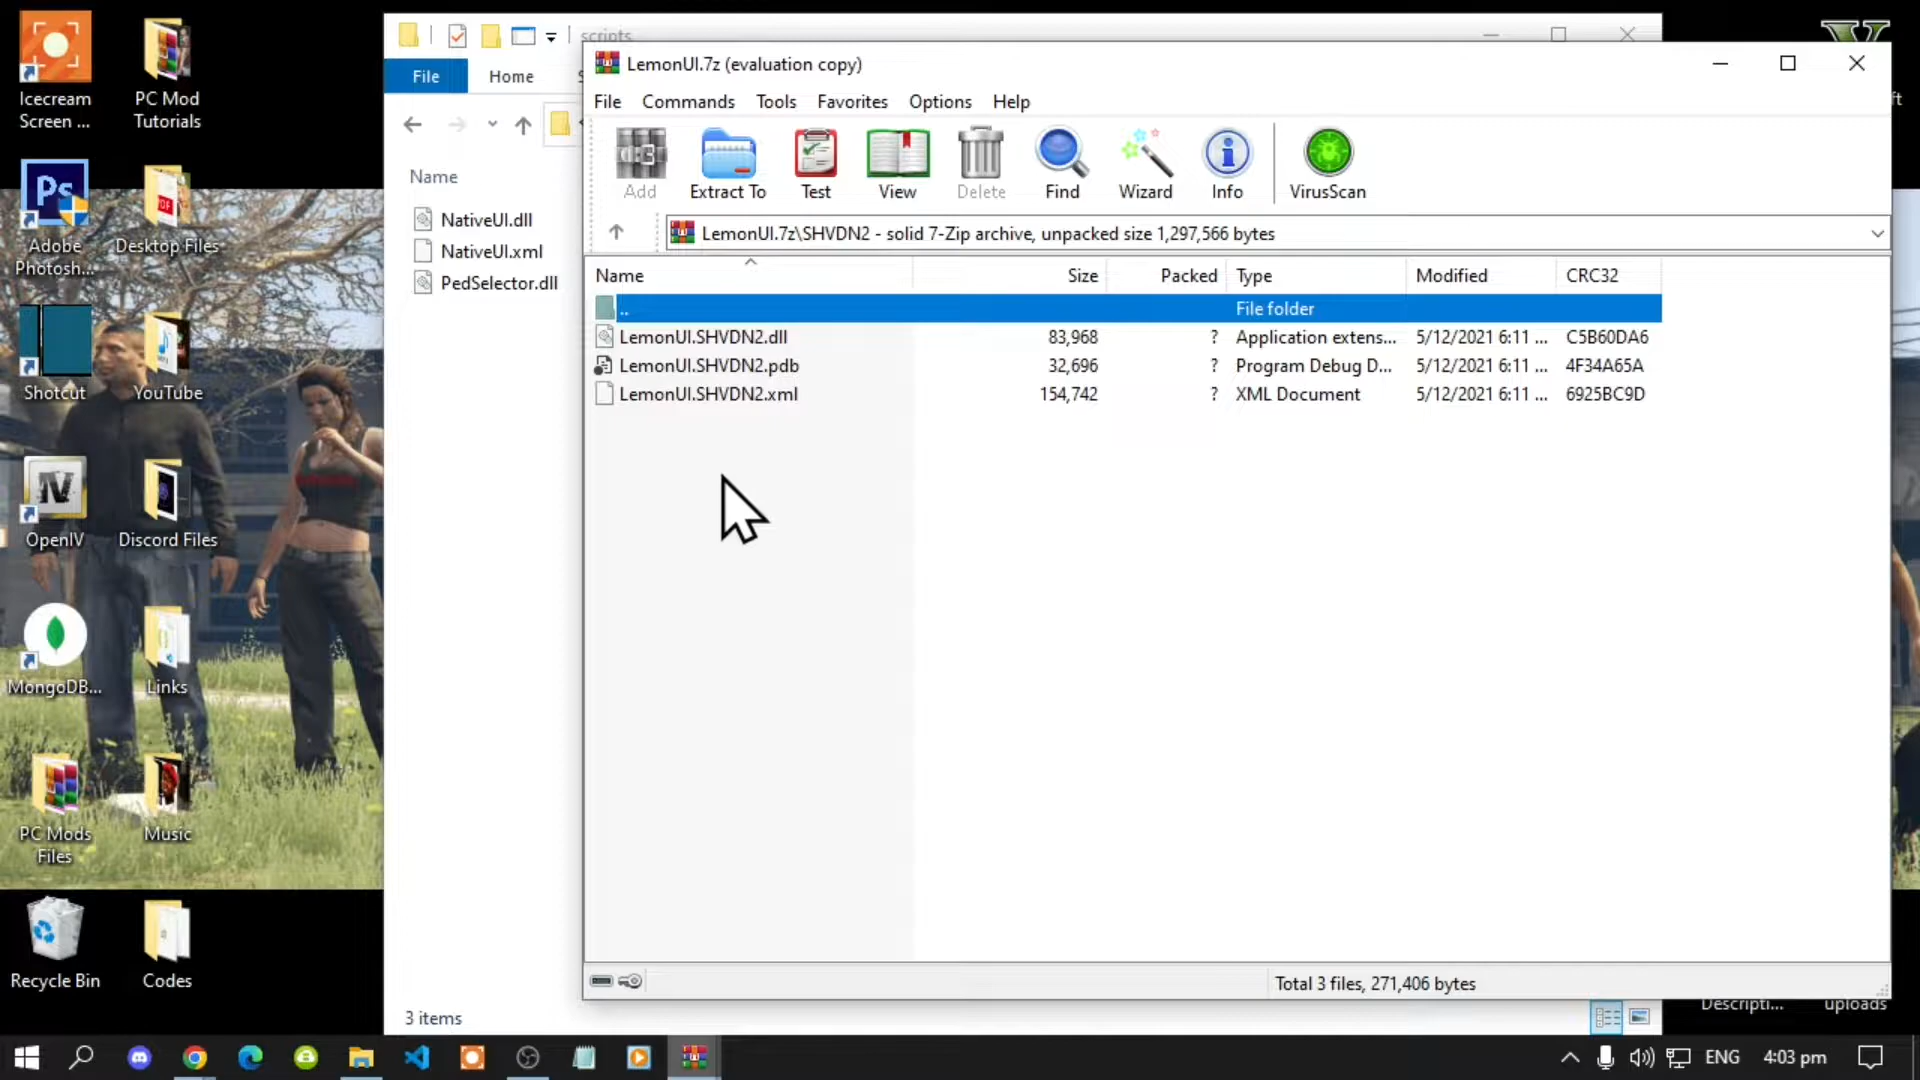 Icecream
Screen ...
PC Mod
Tutorials
Adobe
Photosh...
Desktop Files
Shotcut
YouTube
OpenIV
Discord Files
MongoDB...
Links
PC Mods
Files
Music
Recycle Bin
Codes
scripts
File
Home
Name
NativeUI.dll
NativeUI.xml
PedSelector.dll
3 items
LemonUI.7z (evaluation copy)
File Commands Tools Favorites Options Help
Add
Extract To
Test
View
Delete
Find
Wizard
Info
VirusScan
LemonUI.7z\SHVDN2 - solid 7-Zip archive, unpacked size 1,297,566 bytes
Name Size Packed Type Modified CRC32
.. File folder
LemonUI.SHVDN2.dll 83,968 ? Application extens... 5/12/2021 6:11 ... C5B60DA6
LemonUI.SHVDN2.pdb 32,696 ? Program Debug D... 5/12/2021 6:11 ... 4F34A65A
LemonUI.SHVDN2.xml 154,742 ? XML Document 5/12/2021 6:11 ... 6925BC9D
Total 3 files, 271,406 bytes
Descripti...
uploads
ENG 4:03 pm